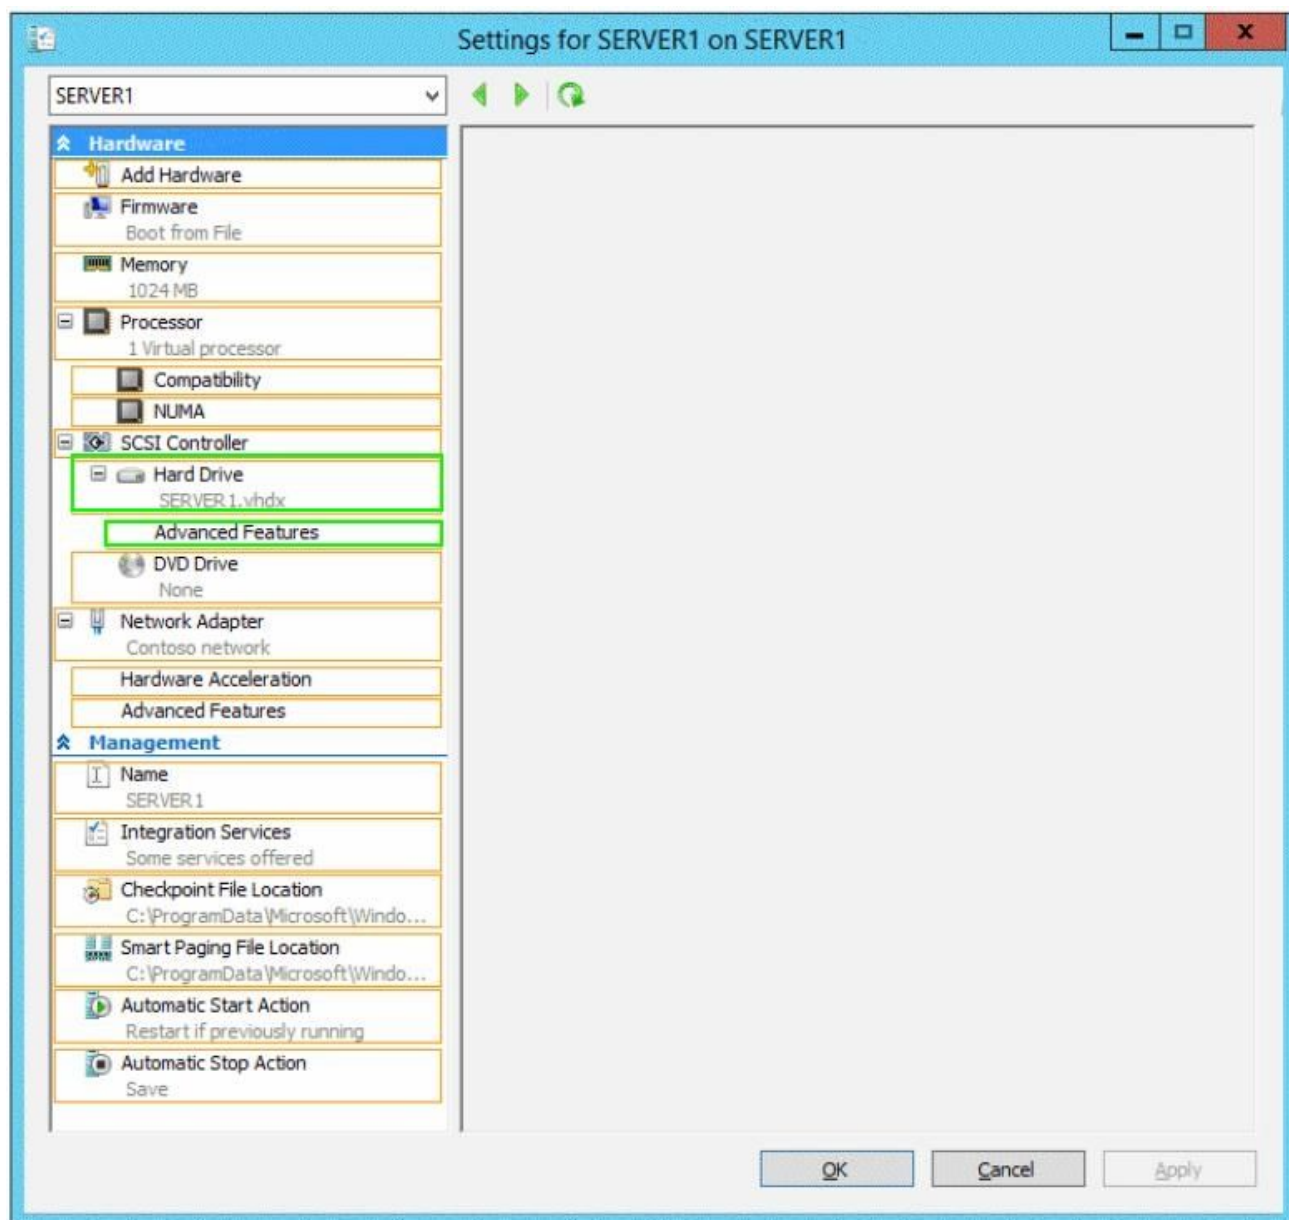 Settings for SERVER1 on SERVER1
SERVER1
Hardware
Add Hardware
Firmware
Boot from File
Memory
1024 MB
Processor
1 Virtual processor
Compatibility
NUMA
SCSI Controller
Hard Drive
SERVER1.vhdx
Advanced Features
DVD Drive
None
Network Adapter
Contoso network
Hardware Acceleration
Advanced Features
Management
Name
SERVER1
Integration Services
Some services offered
Checkpoint File Location
C:\ProgramData\Microsoft\Windo...
Smart Paging File Location
C:\ProgramData\Microsoft\Windo...
Automatic Start Action
Restart if previously running
Automatic Stop Action
Save
OK Cancel Apply